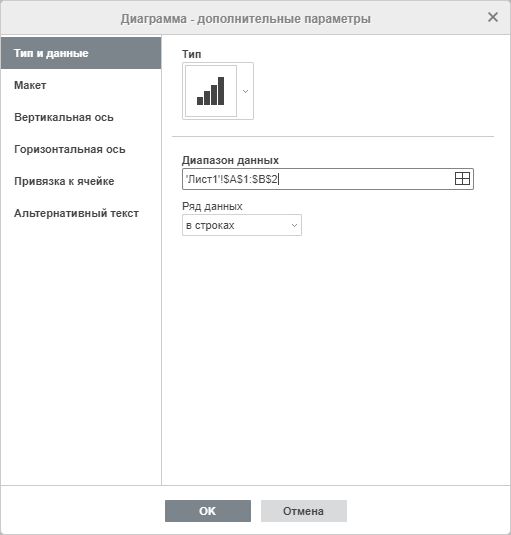 Диаграмма - дополнительные параметры
Тип и данные
Макет
Вертикальная ось
Горизонтальная ось
Привязка к ячейке
Альтернативный текст
Тип
Диапазон данных
'Лист1'!$A$1:$B$2
Ряд данных
в строках
OK
Отмена